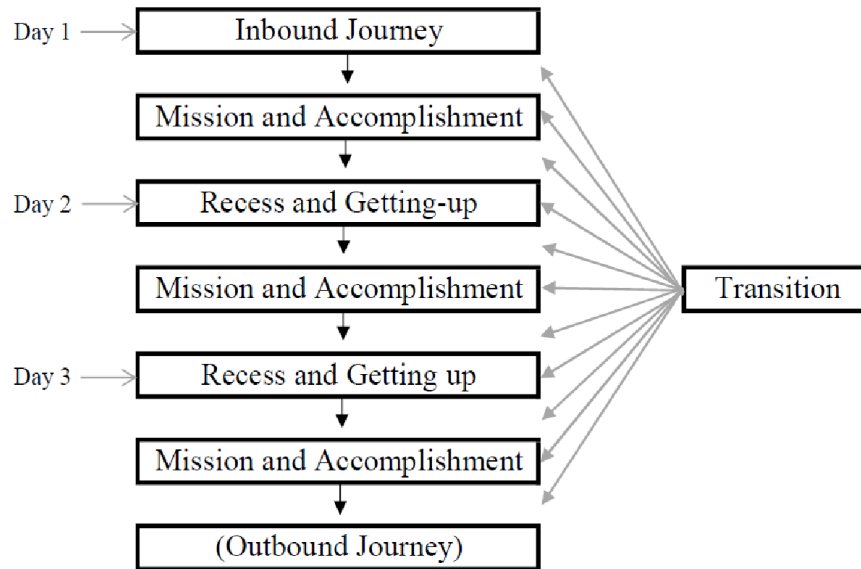 Day 1
Inbound Journey
Mission and Accomplishment
Day 2
Recess and Getting-up
Mission and Accomplishment
Transition
Day 3
Recess and Getting up
Mission and Accomplishment
(Outbound Journey)